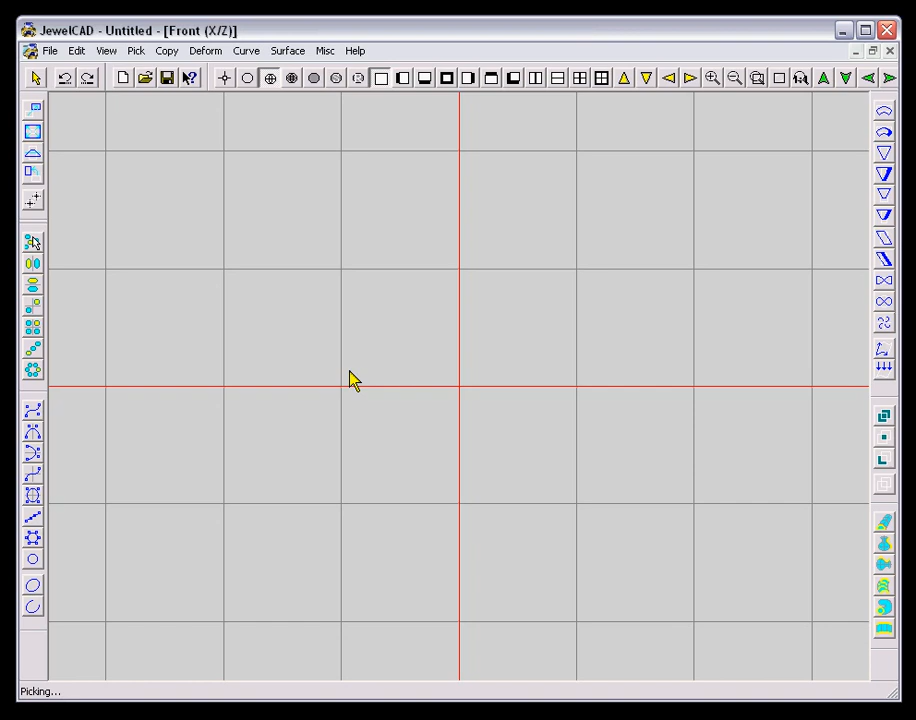 JewelCAD - Untitled - [Front (X/Z)]
File Edit View Pick Copy Deform Curve Surface Misc Help
Picking...